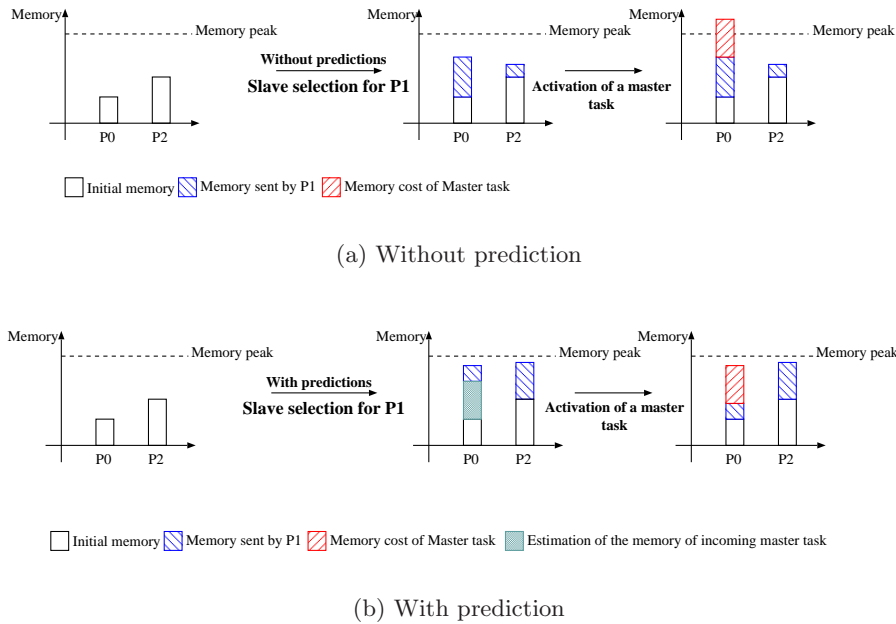 Memory
Memory peak
P0
P2
Without predictions
Slave selection for P1
Memory
Memory peak
P0
P2
Activation of a master
task
Memory
Memory peak
P0
P2
Initial memory
Memory sent by P1
Memory cost of Master task
(a) Without prediction
Memory
Memory peak
P0
P2
With predictions
Slave selection for P1
Memory
Memory peak
P0
P2
Activation of a master
task
Memory
Memory peak
P0
P2
Initial memory
Memory sent by P1
Memory cost of Master task
Estimation of the memory of incoming master task
(b) With prediction